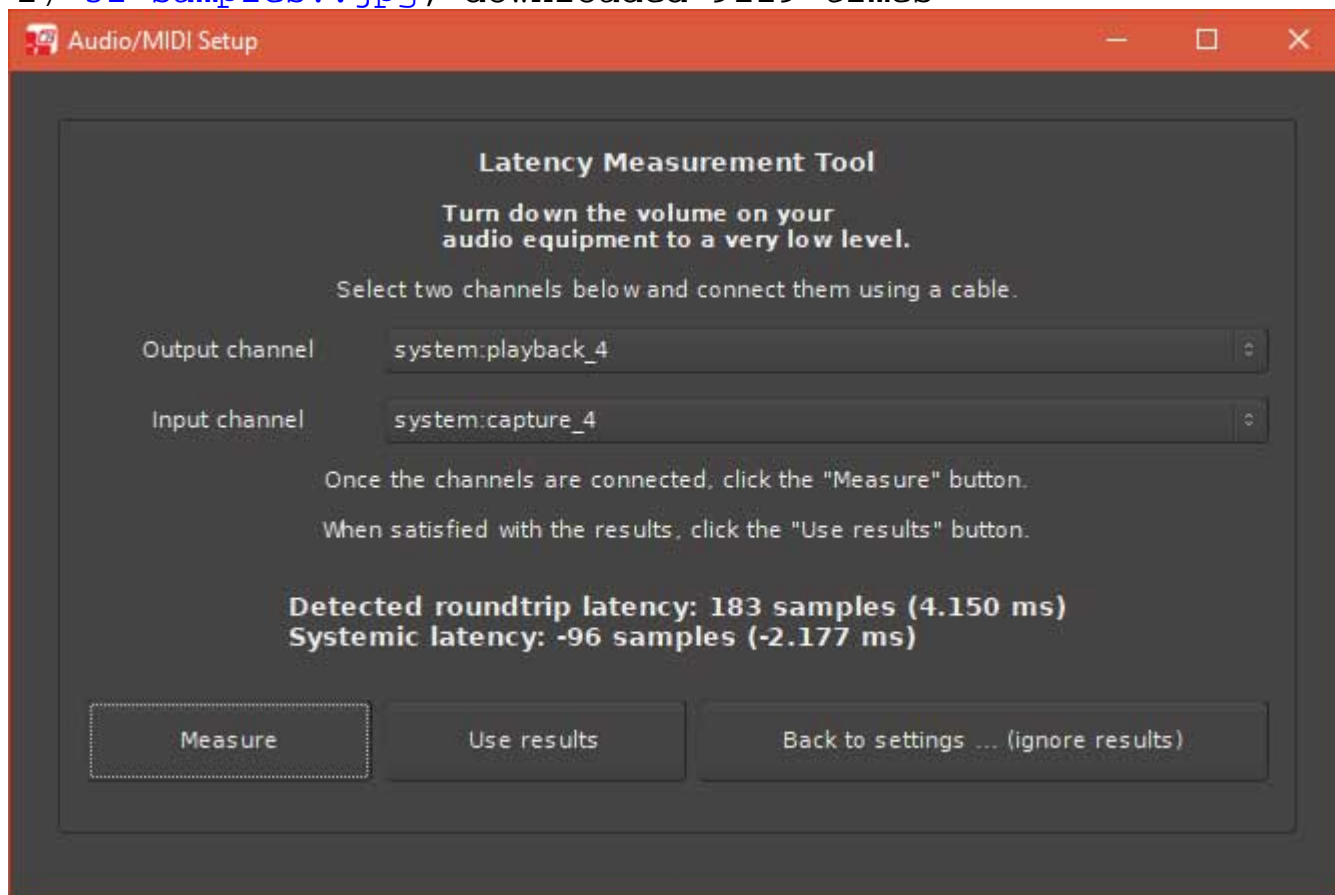 Audio/MIDI Setup
Latency Measurement Tool
Turn down the volume on your
audio equipment to a very low level.
Select two channels below and connect them using a cable.
Output channel system:playback_4
Input channel system:capture_4
Once the channels are connected, click the "Measure" button.
When satisfied with the results, click the "Use results" button.
Detected roundtrip latency: 183 samples (4.150 ms)
Systemic latency: -96 samples (-2.177 ms)
Measure Use results Back to settings ... (ignore results)